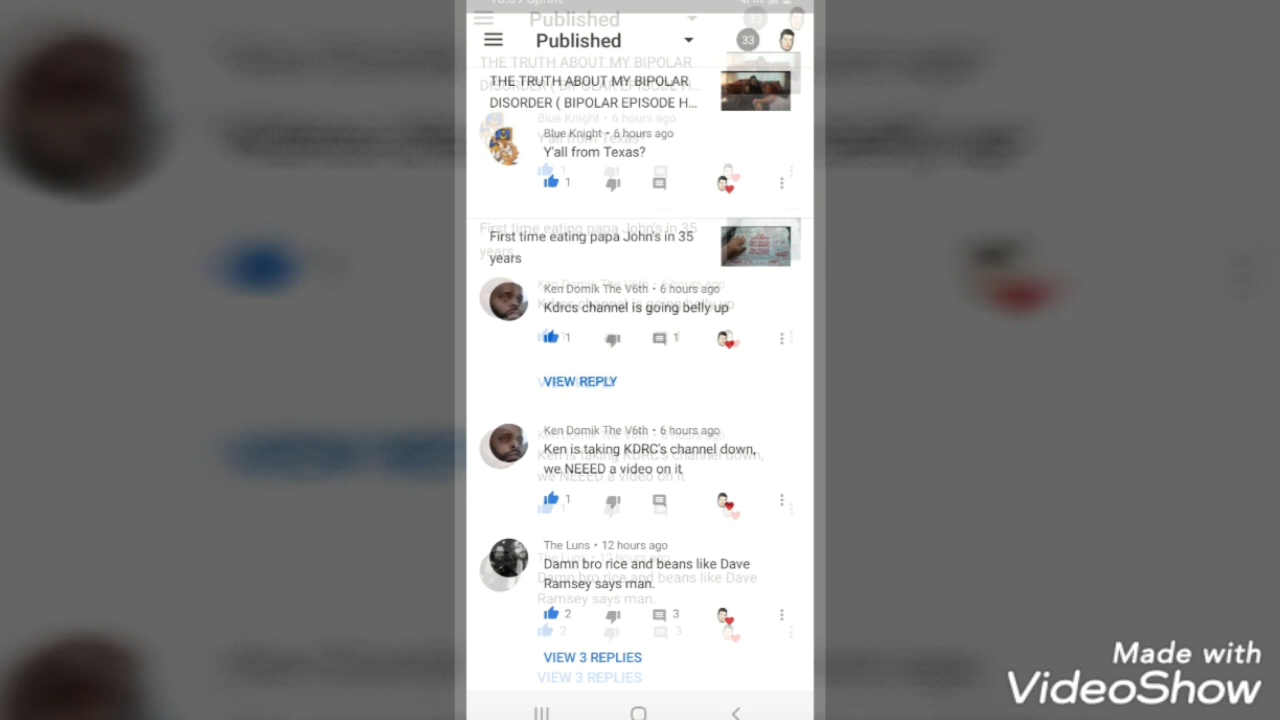 Published
33
THE TRUTH ABOUT MY BIPOLAR
DISORDER ( BIPOLAR EPISODE H...
Blue Knight • 6 hours ago
Y'all from Texas?
1
First time eating papa John's in 35
years
Ken Domik The V6th • 6 hours ago
Kdrcs channel is going belly up
1 1
VIEW REPLY
Ken Domik The V6th • 6 hours ago
Ken is taking KDRC's channel down,
we NEEED a video on it
1
The Luns • 12 hours ago
Damn bro rice and beans like Dave
Ramsey says man.
2 3
VIEW 3 REPLIES
Made with
VideoShow